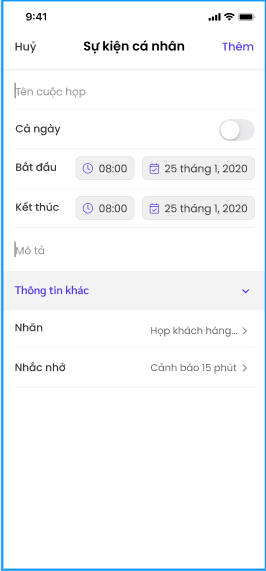 9:41
Huỷ Sự kiện cá nhân Thêm
Tên cuộc họp
Cả ngày
Bắt đầu 08:00 25 tháng 1, 2020
Kết thúc 08:00 25 tháng 1, 2020
Mô tả
Thông tin khác
Nhãn Họp khách hàng...
Nhắc nhở Cảnh báo 15 phút